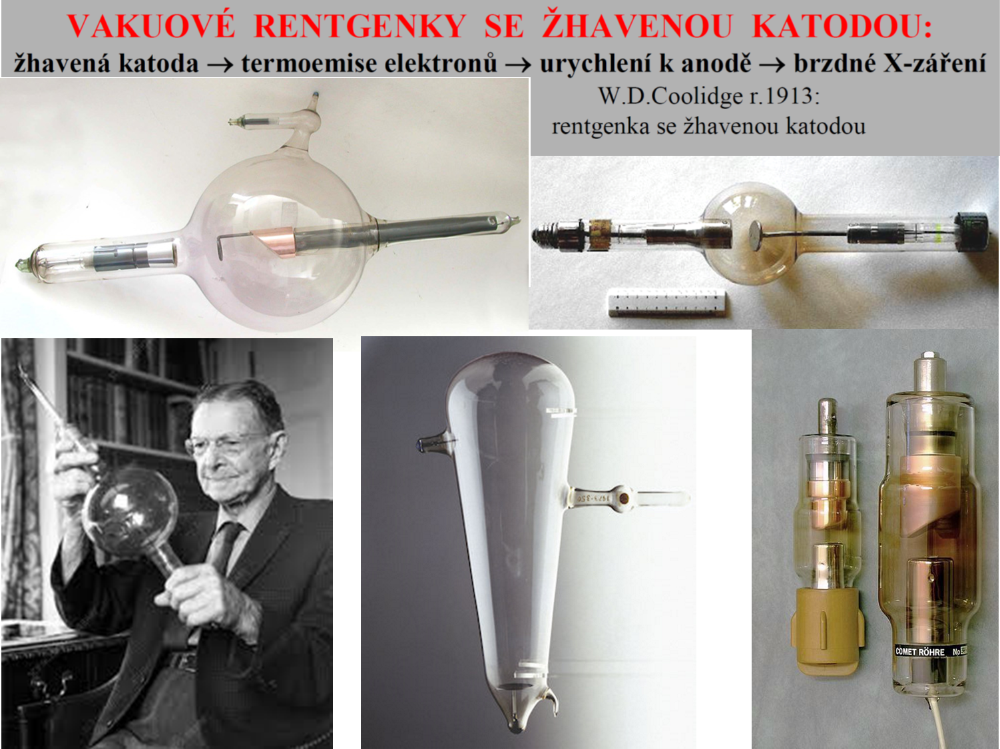 VAKUOVÉ RENTGENKY SE ŽHAVENOU KATODOU:
žhavená katoda → termoemise elektronů → urychlení k anodě → brzdné X-záření
W.D.Coolidge r.1913:
rentgenka se žhavenou katodou
COMET RÖHRE No